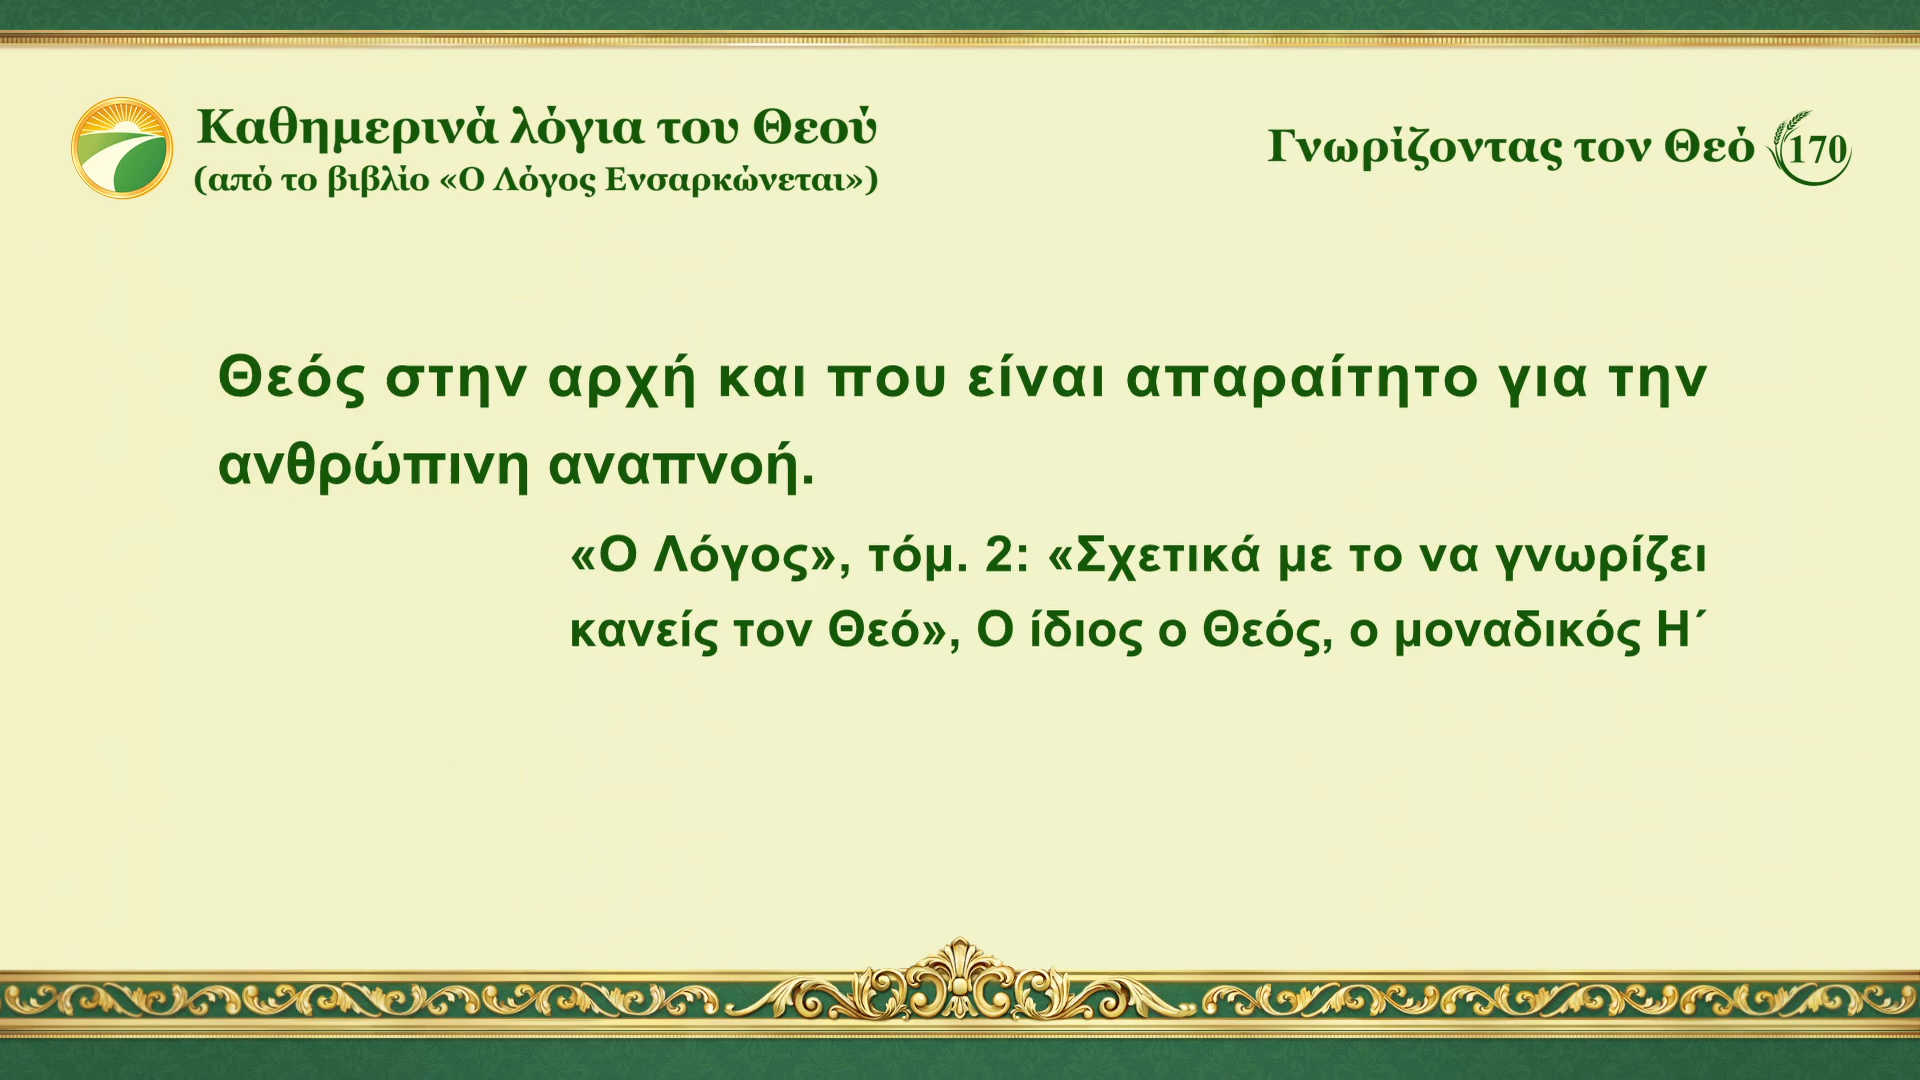 Καθημερινά λόγια του Θεού
(από το βιβλίο «Ο Λόγος Ενσαρκώνεται»)
Γνωρίζοντας τον Θεό 170
Θεός στην αρχή και που είναι απαραίτητο για την
ανθρώπινη αναπνοή.
«Ο Λόγος», τόμ. 2: «Σχετικά με το να γνωρίζει
κανείς τον Θεό», Ο ίδιος ο Θεός, ο μοναδικός Η΄